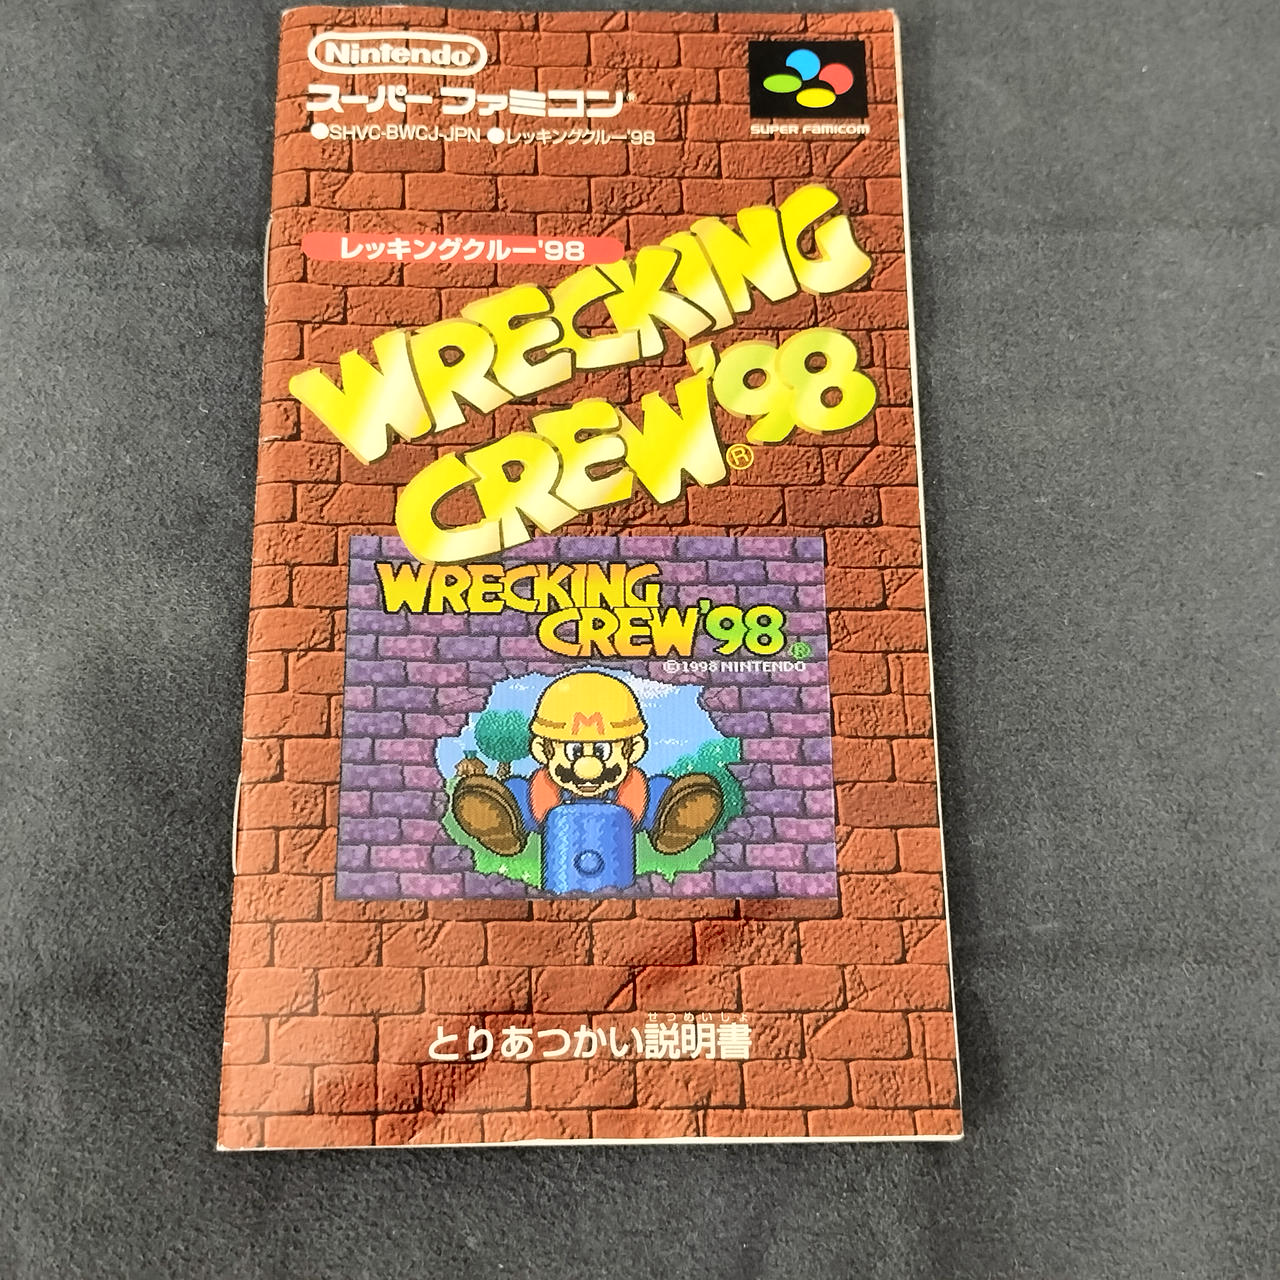 Nintendo®
スーパーファミコン®
●SHVC-BWCJ-JPN ●レッキングクルー'98
SUPER FAMICOM
レッキングクルー'98
WRECKING
CREW'98®
WRECKING
CREW'98®
©1998 NINTENDO
M
せつめいしょ
とりあつかい説明書